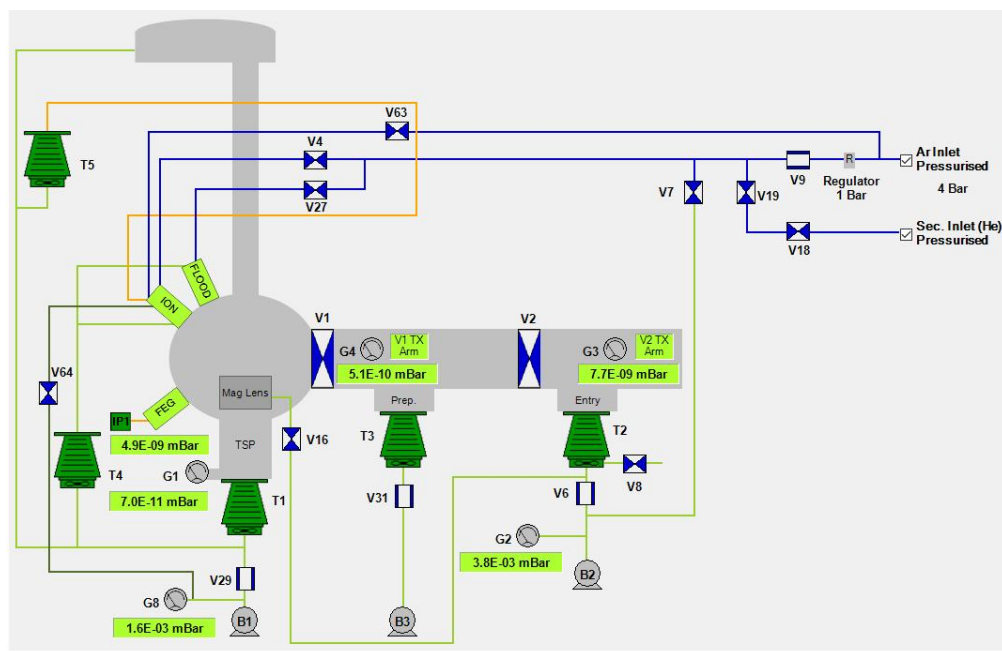 V63
Ar Inlet
Pressurised
4 Bar
V4
R
V9
Regulator
1 Bar
T5
V27
V7
V19
Sec. Inlet (He)
Pressurised
V18
FLOOD
ION
V1
V2
G4
V1 TX
Arm
5.1E-10 mBar
G3
V2 TX
Arm
7.7E-09 mBar
V64
Mag Lens
Prep.
Entry
FEG
IP1
4.9E-09 mBar
TSP
V16
T3
T2
T4
G1
7.0E-11 mBar
T1
V31
V6
V8
G2
3.8E-03 mBar
V29
G8
1.6E-03 mBar
B1
B3
B2